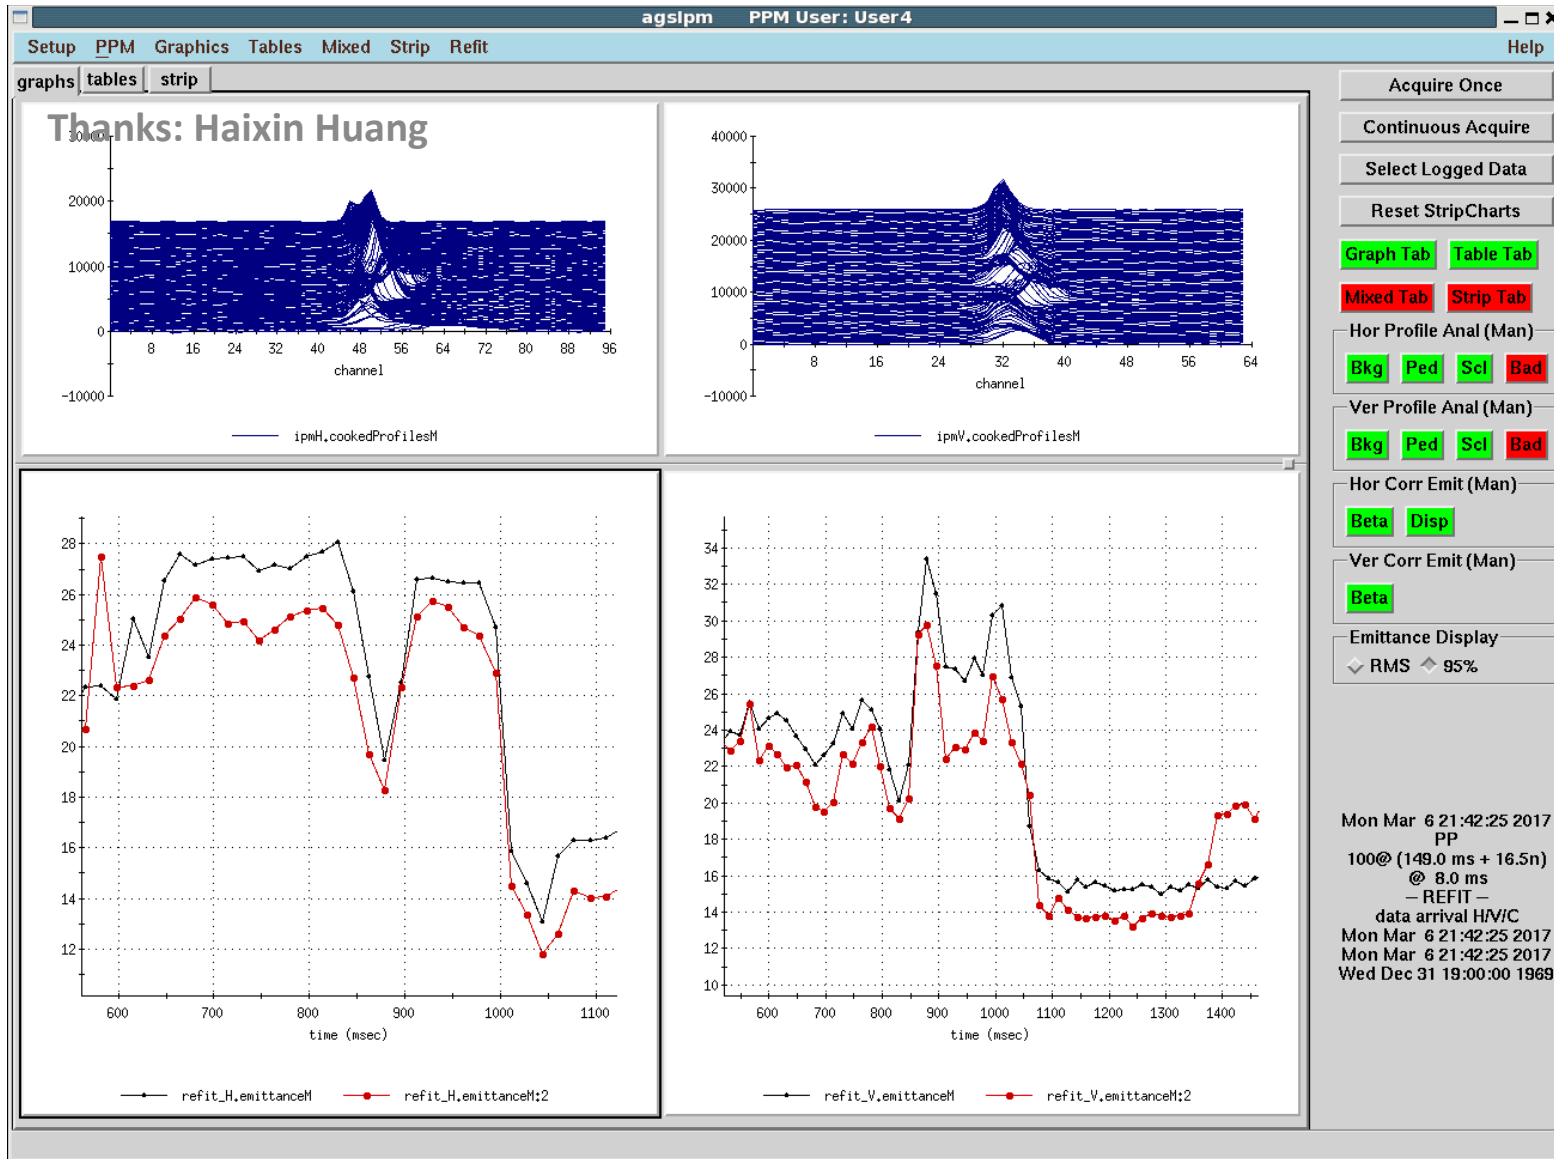 agsIpm PPM User: User4
Setup PPM Graphics Tables Mixed Strip Refit Help
graphs tables strip
Thanks: Haixin Huang
30000
20000
10000
0
-10000
8 16 24 32 40 48 56 64 72 80 88 96
channel
ipmH.cookedProfilesM
40000
30000
20000
10000
0
-10000
8 16 24 32 40 48 56 64
channel
ipmV.cookedProfilesM
28
26
24
22
20
18
16
14
12
600 700 800 900 1000 1100
time (msec)
refit_H.emittanceM refit_H.emittanceM:2
34
32
30
28
26
24
22
20
18
16
14
12
10
600 700 800 900 1000 1100 1200 1300 1400
time (msec)
refit_V.emittanceM refit_V.emittanceM:2
Acquire Once
Continuous Acquire
Select Logged Data
Reset StripCharts
Graph Tab Table Tab
Mixed Tab Strip Tab
Hor Profile Anal (Man)
Bkg Ped Scl Bad
Ver Profile Anal (Man)
Bkg Ped Scl Bad
Hor Corr Emit (Man)
Beta Disp
Ver Corr Emit (Man)
Beta
Emittance Display
RMS 95%
Mon Mar 6 21:42:25 2017
PP
100@ (149.0 ms + 16.5n)
@ 8.0 ms
-- REFIT --
data arrival H/V/C
Mon Mar 6 21:42:25 2017
Mon Mar 6 21:42:25 2017
Wed Dec 31 19:00:00 1969